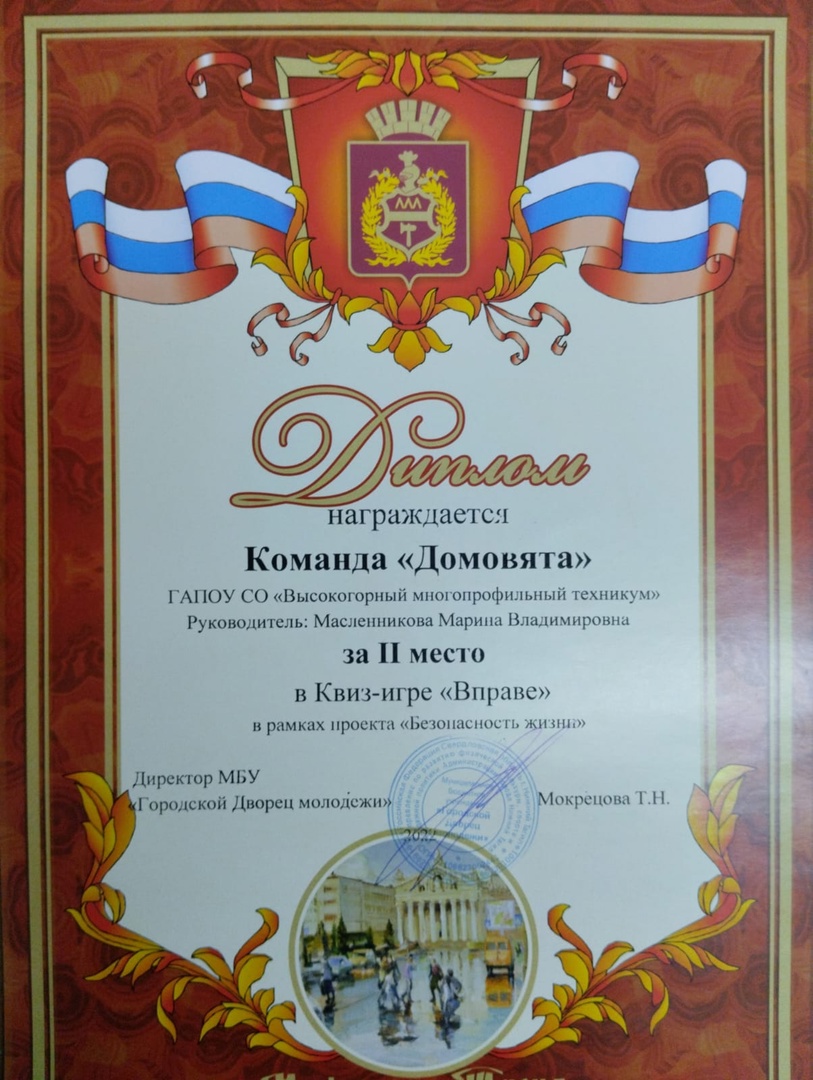 Диплом
награждается
Команда «Домовята»
ГАПОУ СО «Высокогорный многопрофильный техникум»
Руководитель: Масленникова Марина Владимировна
за II место
в Квиз-игре «Вправе»
в рамках проекта «Безопасность жизни»
Директор МБУ
«Городской Дворец молодежи» Мокрецова Т.Н.
2022